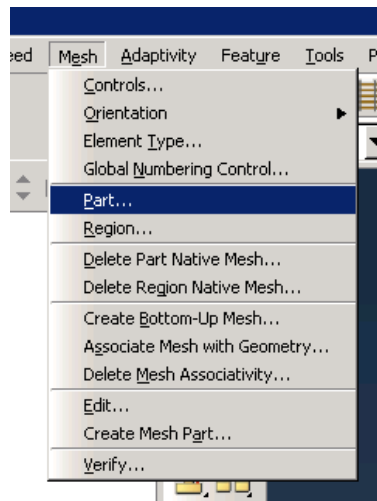 eed Mesh Adaptivity Feature Tools P
Controls...
Orientation
Element Type...
Global Numbering Control...
Part...
Region...
Delete Part Native Mesh...
Delete Region Native Mesh...
Create Bottom-Up Mesh...
Associate Mesh with Geometry...
Delete Mesh Associativity...
Edit...
Create Mesh Part...
Verify...